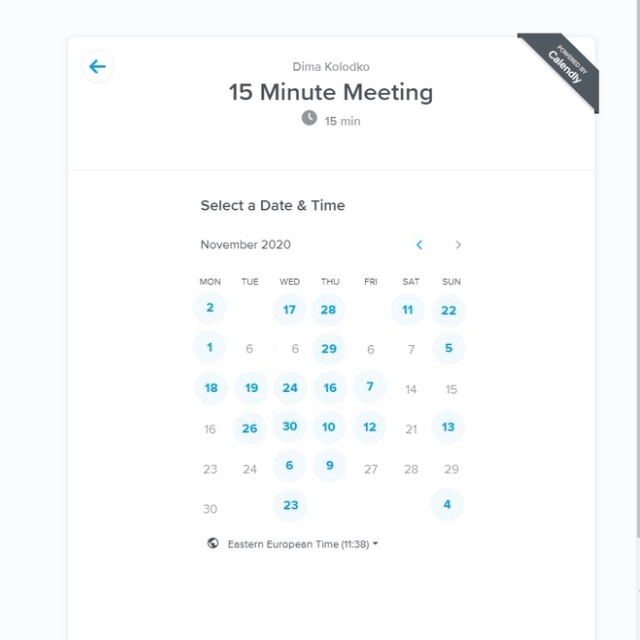 Dima Kolodko
15 Minute Meeting
15 min
POWERED BY
Calendly
Select a Date & Time
November 2020
MON TUE WED THU FRI SAT SUN
2 17 28 11 22
1 6 6 29 6 7 5
18 19 24 16 7 14 15
16 26 30 10 12 21 13
23 24 6 9 27 28 29
30 23 4
Eastern European Time (11:38)